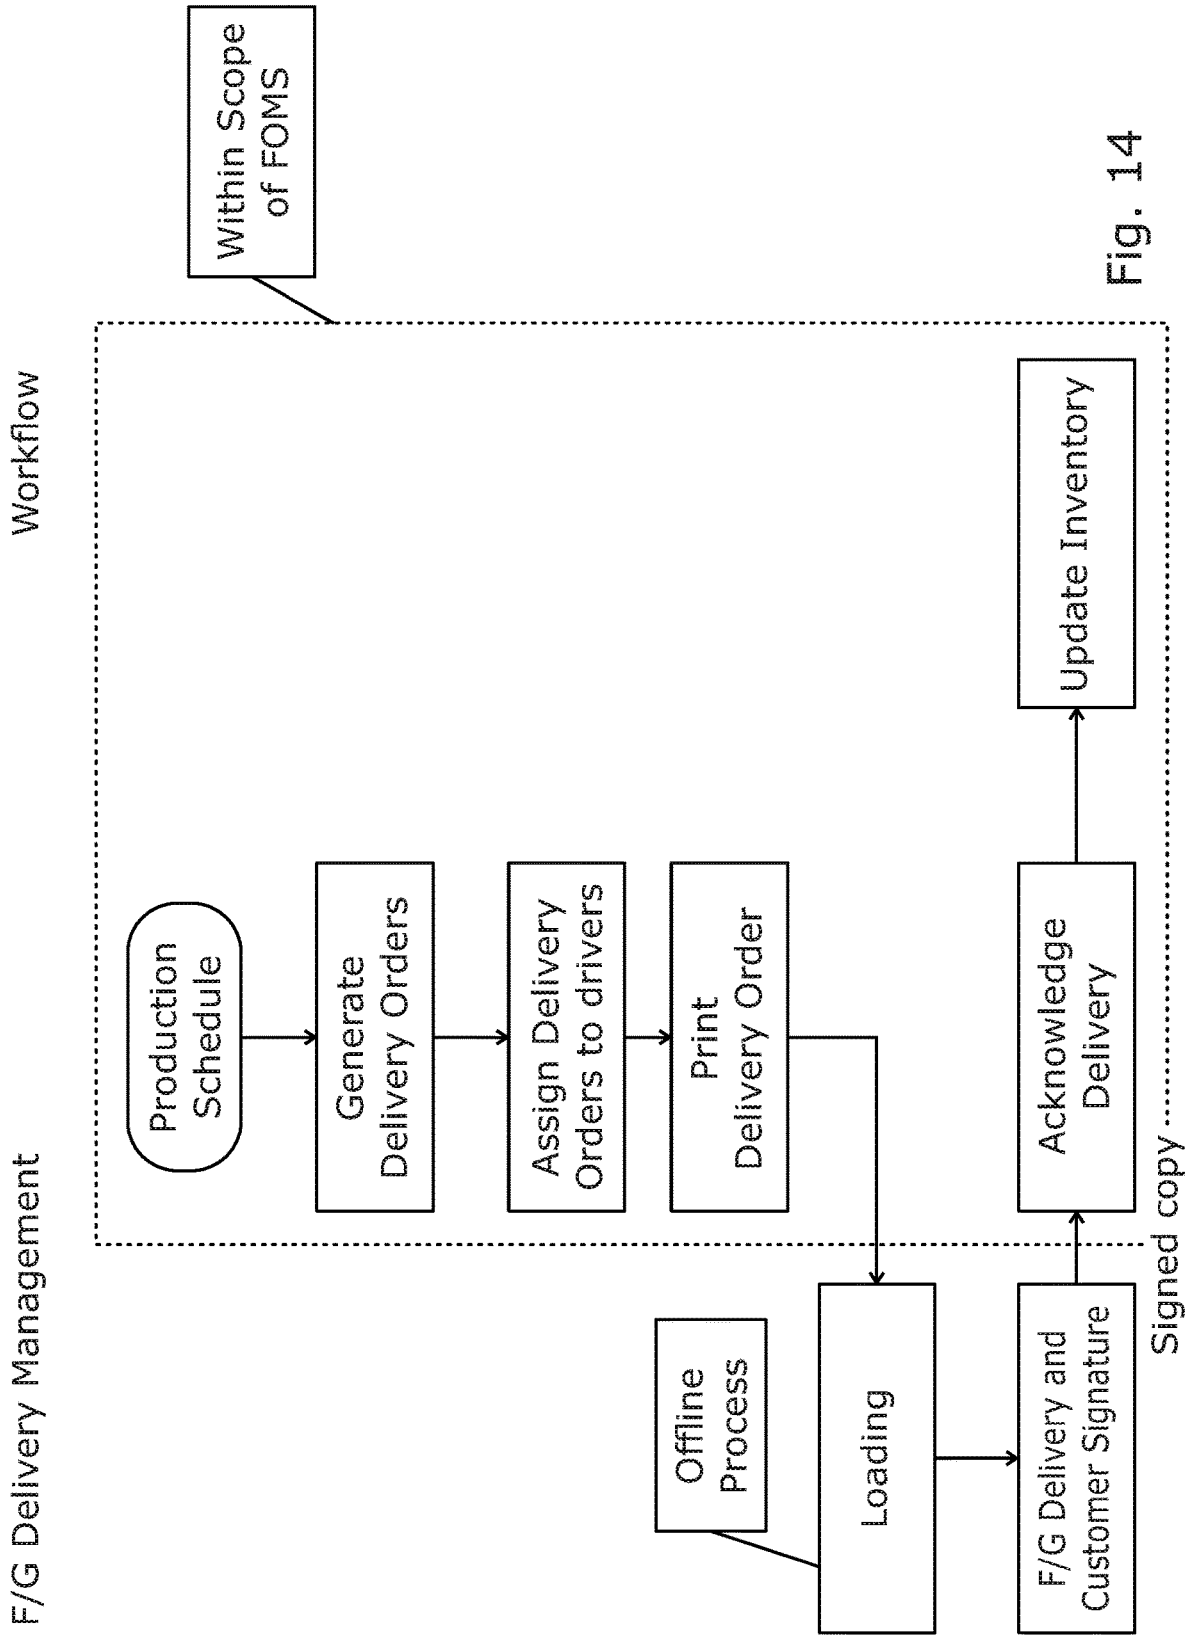 F/G Delivery Management
Workflow
Within Scope
of FOMS
Production
Schedule
Generate
Delivery Orders
Assign Delivery
Orders to drivers
Print
Delivery Order
Offline
Process
Loading
F/G Delivery and
Customer Signature
Signed copy
Acknowledge
Delivery
Update Inventory
Fig. 14